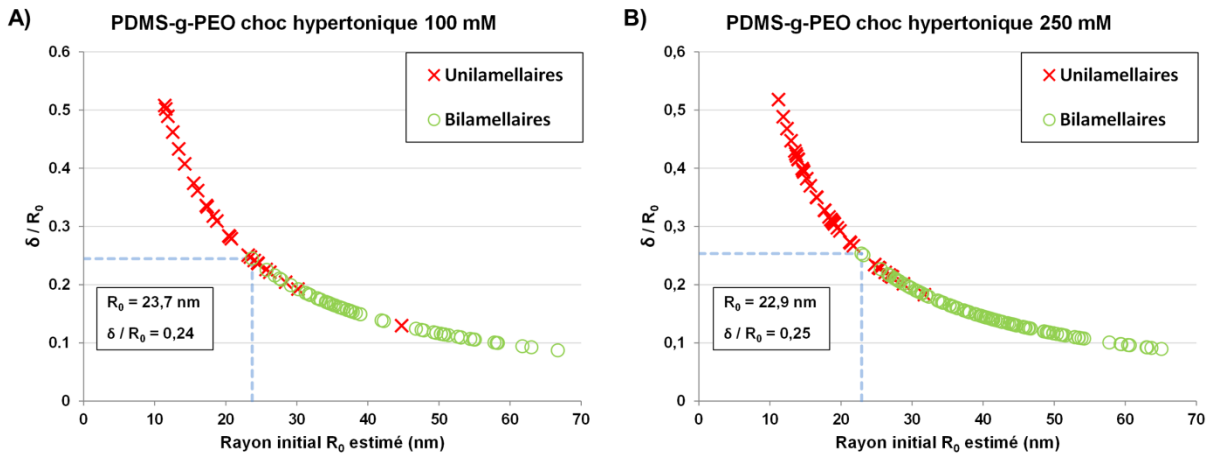 A)
PDMS-g-PEO choc hypertonique 100 mM
0,6
0,5
0,4
0,3
0,2
0,1
0
δ / R₀
Unilamellaires
Bilamellaires
R₀ = 23,7 nm
δ / R₀ = 0,24
0 10 20 30 40 50 60 70
Rayon initial R₀ estimé (nm)
B)
PDMS-g-PEO choc hypertonique 250 mM
0,6
0,5
0,4
0,3
0,2
0,1
0
δ / R₀
Unilamellaires
Bilamellaires
R₀ = 22,9 nm
δ / R₀ = 0,25
0 10 20 30 40 50 60 70
Rayon initial R₀ estimé (nm)